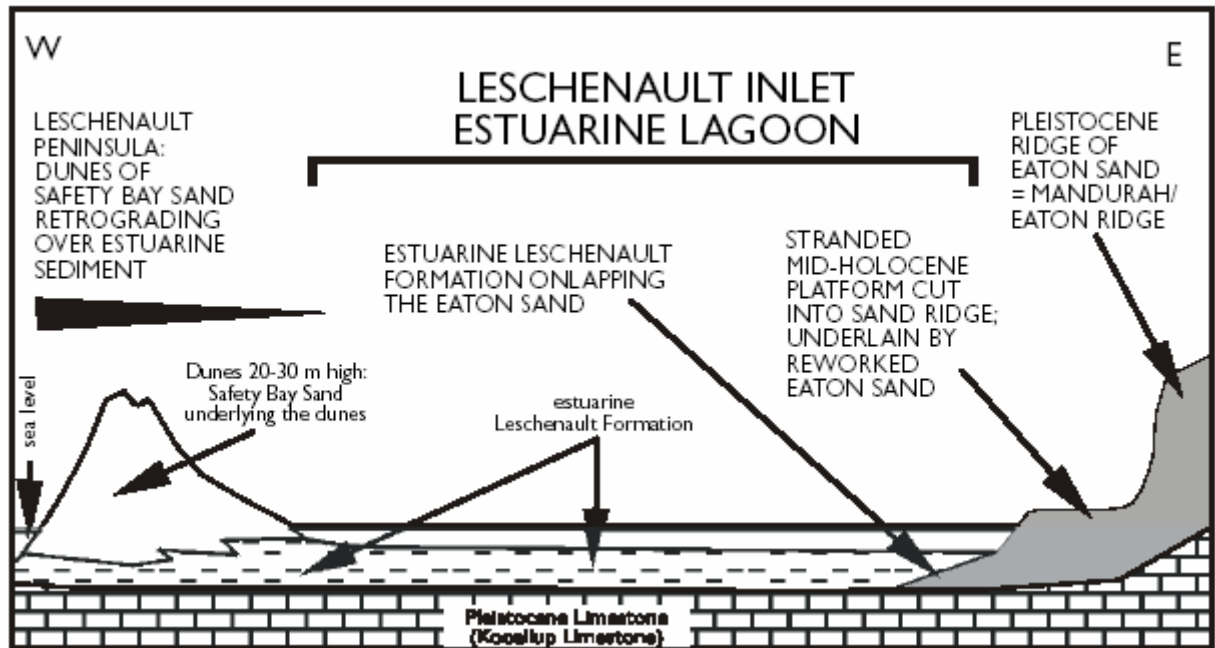 W
E
LESCHENAULT INLET
ESTUARINE LAGOON
LESCHENAULT
PENINSULA:
DUNES OF
SAFETY BAY SAND
RETROGRADING
OVER ESTUARINE
SEDIMENT
PLEISTOCENE
RIDGE OF
EATON SAND
= MANDURAH/
EATON RIDGE
ESTUARINE LESCHENAULT
FORMATION ONLAPPING
THE EATON SAND
STRANDED
MID-HOLOCENE
PLATFORM CUT
INTO SAND RIDGE;
UNDERLAIN BY
REWORKED
EATON SAND
sea level
Dunes 20-30 m high:
Safety Bay Sand
underlying the dunes
estuarine
Leschenault Formation
Pleistocene Limestone
(Kooallup Limestone)